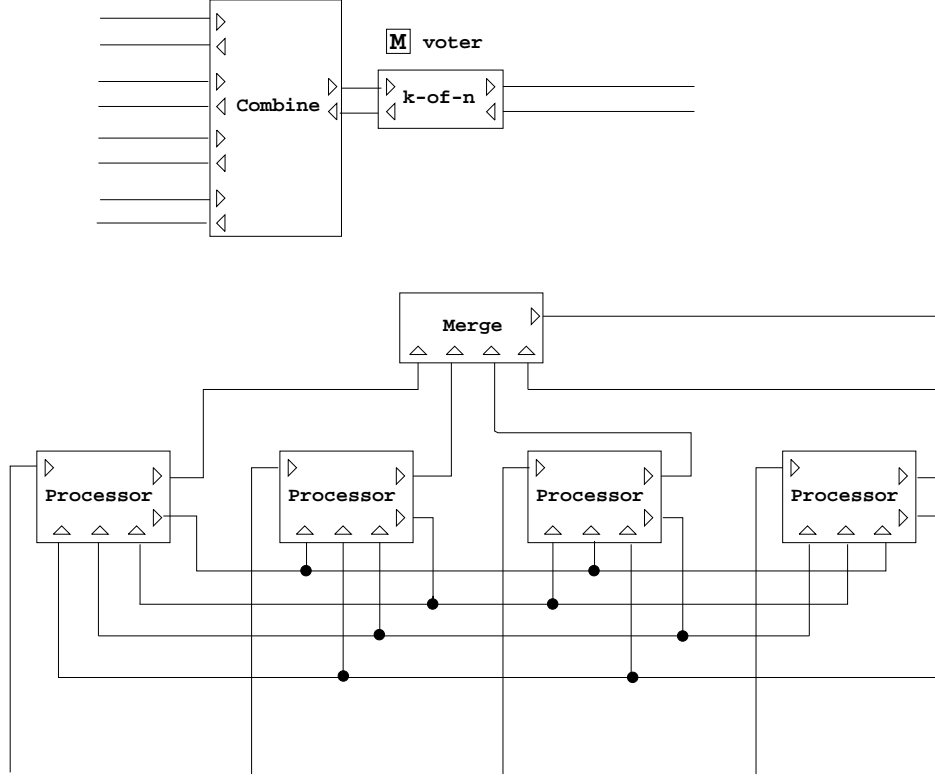 M voter
Combine
k-of-n
Merge
Processor Processor Processor Processor